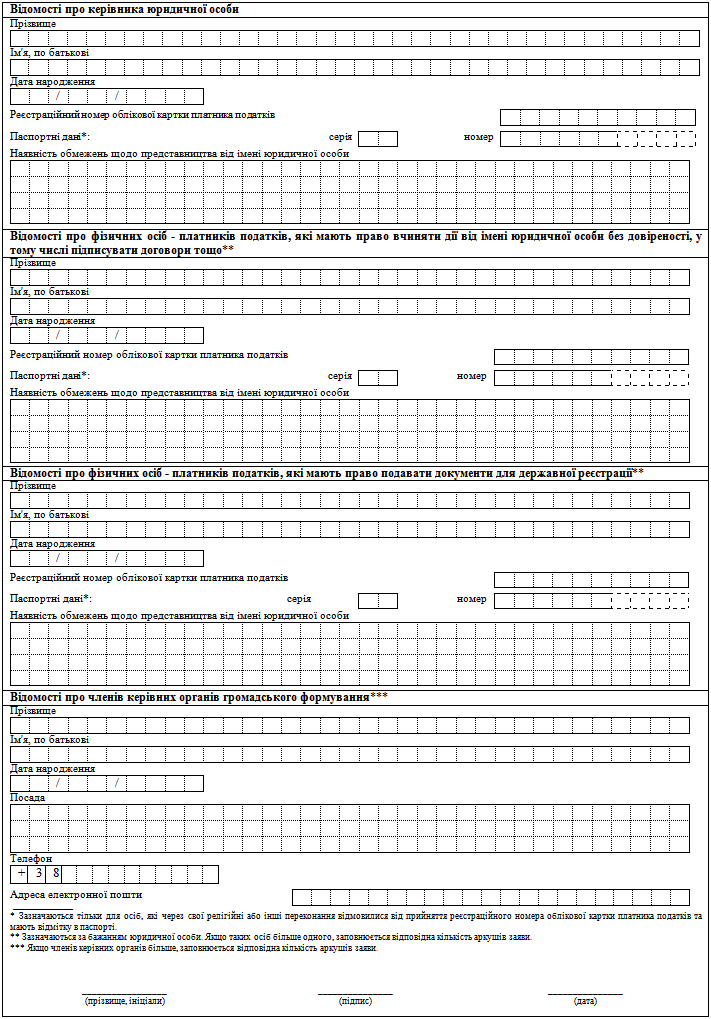 Відомості про керівника юридичної особи
Прізвище
Ім'я, по батькові
Дата народження
/ /
Реєстраційний номер облікової картки платника податків
Паспортні дані*: серія номер
Наявність обмежень щодо представництва від імені юридичної особи
Відомості про фізичних осіб - платників податків, які мають право вчиняти дії від імені юридичної особи без довіреності, у
тому числі підписувати договори тощо**
Прізвище
Ім'я, по батькові
Дата народження
/ /
Реєстраційний номер облікової картки платника податків
Паспортні дані*: серія номер
Наявність обмежень щодо представництва від імені юридичної особи
Відомості про фізичних осіб - платників податків, які мають право подавати документи для державної реєстрації**
Прізвище
Ім'я, по батькові
Дата народження
/ /
Реєстраційний номер облікової картки платника податків
Паспортні дані*: серія номер
Наявність обмежень щодо представництва від імені юридичної особи
Відомості про членів керівних органів громадського формування***
Прізвище
Ім'я, по батькові
Дата народження
/ /
Посада
Телефон
+ 3 8
Адреса електронної пошти
* Зазначаються тільки для осіб, які через свої релігійні або інші переконання відмовилися від прийняття реєстраційного номера облікової картки платника податків та
мають відмітку в паспорті.
** Зазначаються за бажанням юридичної особи. Якщо таких осіб більше одного, заповнюється відповідна кількість аркушів заяви.
*** Якщо членів керівних органів більше, заповнюється відповідна кількість аркушів заяви.
(прізвище, ініціали) (підпис) (дата)